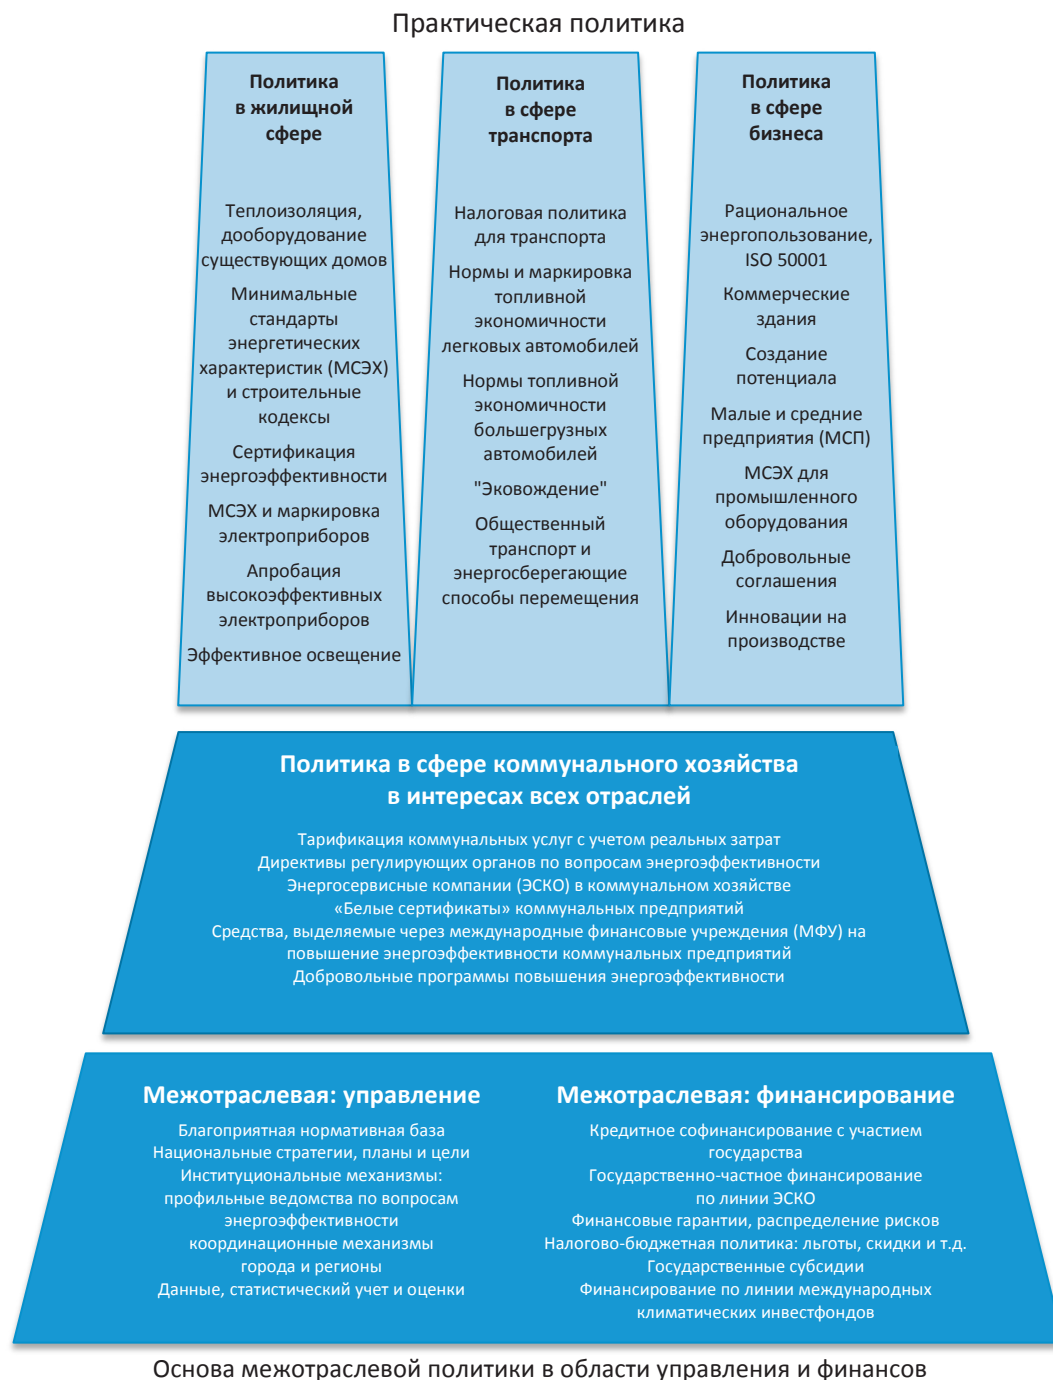 Практическая политика
Политика
в жилищной
сфере
Теплоизоляция,
дооборудование
существующих домов
Минимальные
стандарты
энергетических
характеристик (МСЭХ)
и строительные
кодексы
Сертификация
энергоэффективности
МСЭХ и маркировка
электроприборов
Апробация
высокоэффективных
электроприборов
Эффективное освещение
Политика
в сфере
транспорта
Налоговая политика
для транспорта
Нормы и маркировка
топливной
экономичности
легковых автомобилей
Нормы топливной
экономичности
большегрузных
автомобилей
"Эковождение"
Общественный
транспорт и
энергосберегающие
способы перемещения
Политика
в сфере
бизнеса
Рациональное
энергопользование,
ISO 50001
Коммерческие
здания
Создание
потенциала
Малые и средние
предприятия (МСП)
МСЭХ для
промышленного
оборудования
Добровольные
соглашения
Инновации на
производстве
Политика в сфере коммунального хозяйства
в интересах всех отраслей
Тарификация коммунальных услуг с учетом реальных затрат
Директивы регулирующих органов по вопросам энергоэффективности
Энергосервисные компании (ЭСКО) в коммунальном хозяйстве
«Белые сертификаты» коммунальных предприятий
Средства, выделяемые через международные финансовые учреждения (МФУ) на
повышение энергоэффективности коммунальных предприятий
Добровольные программы повышения энергоэффективности
Межотраслевая: управление
Благоприятная нормативная база
Национальные стратегии, планы и цели
Институциональные механизмы:
профильные ведомства по вопросам
энергоэффективности
координационные механизмы
города и регионы
Данные, статистический учет и оценки
Межотраслевая: финансирование
Кредитное софинансирование с участием
государства
Государственно-частное финансирование
по линии ЭСКО
Финансовые гарантии, распределение рисков
Налогово-бюджетная политика: льготы, скидки и т.д.
Государственные субсидии
Финансирование по линии международных
климатических инвестфондов
Основа межотраслевой политики в области управления и финансов